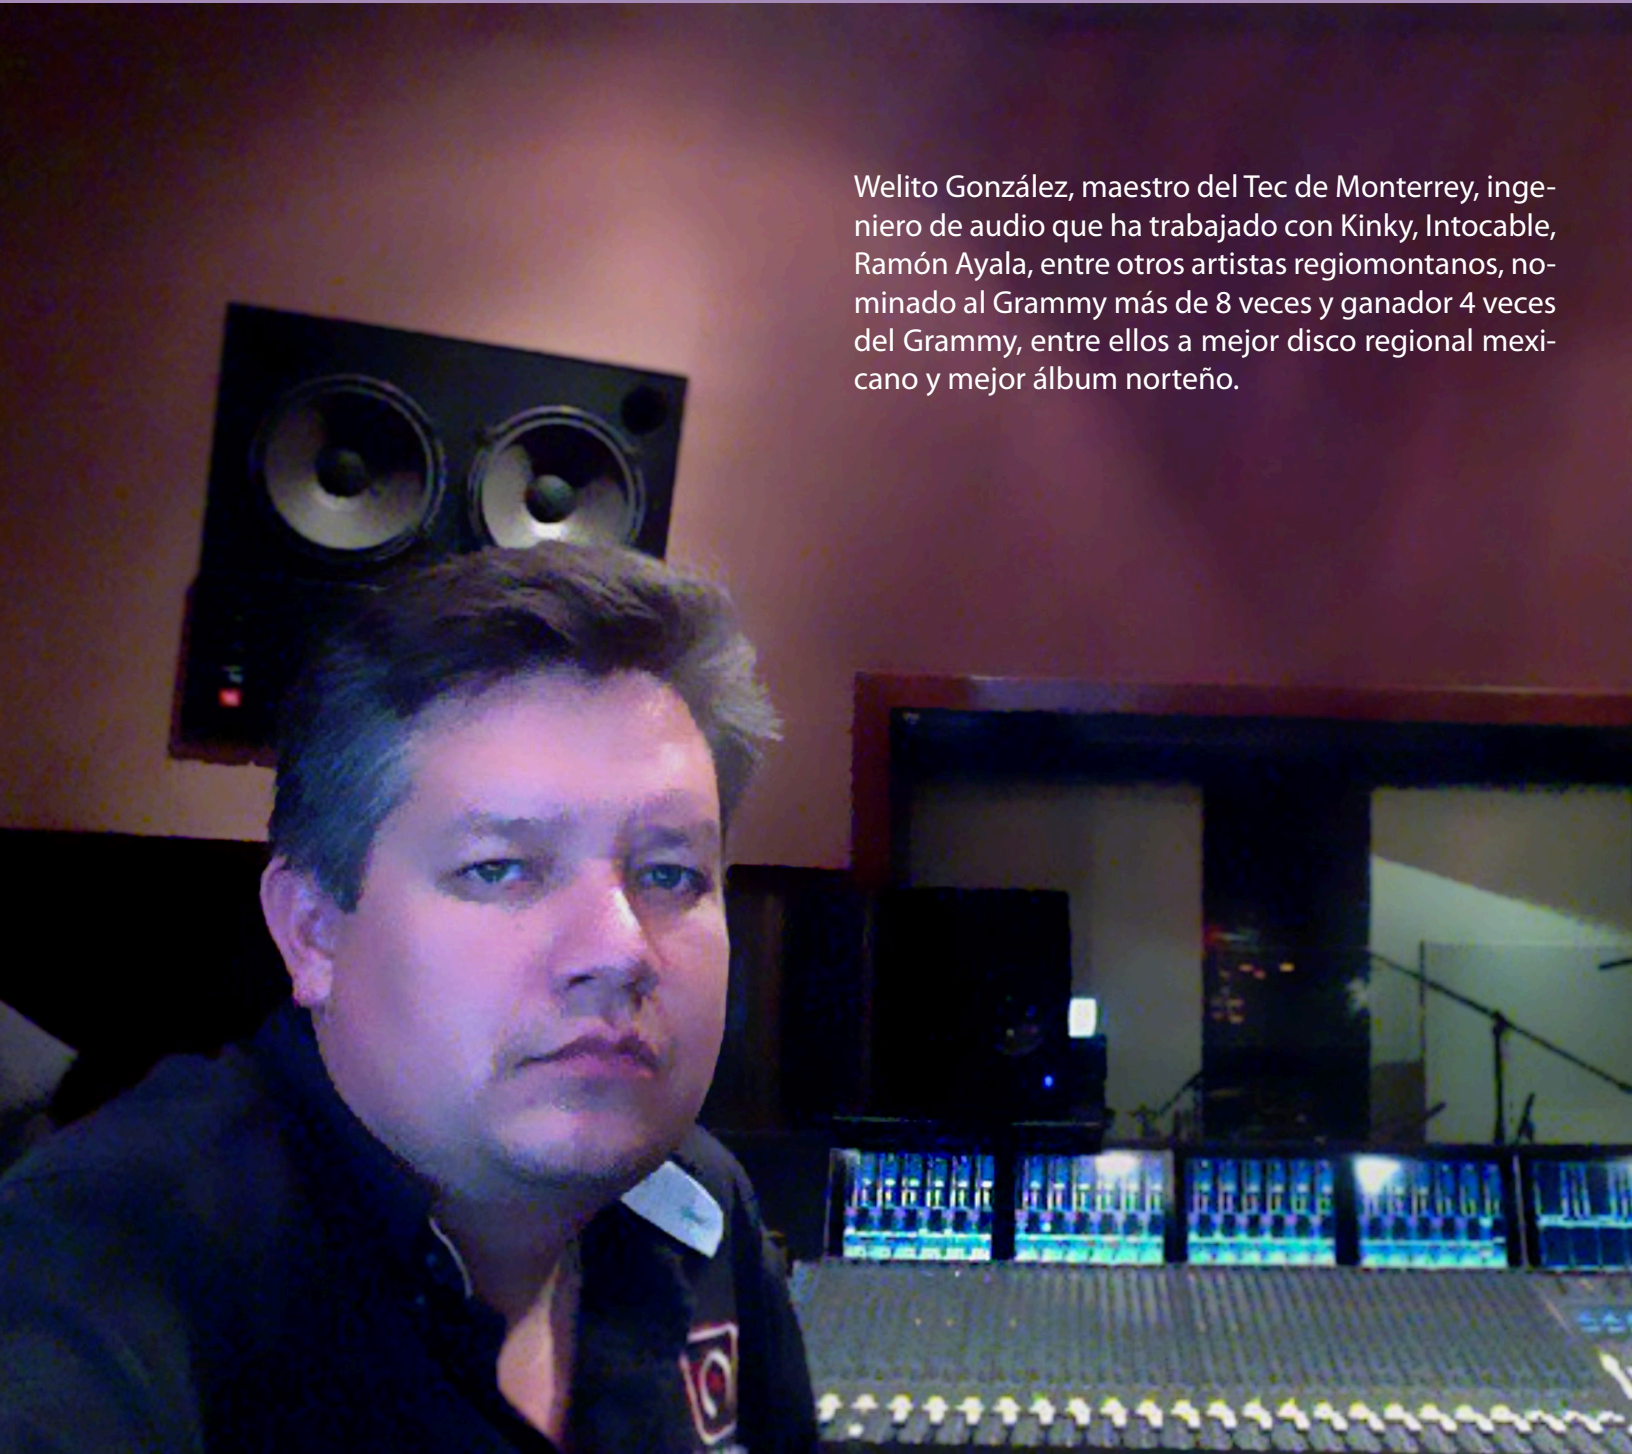 Welito González, maestro del Tec de Monterrey, inge-
niero de audio que ha trabajado con Kinky, Intocable,
Ramón Ayala, entre otros artistas regiomontanos, no-
minado al Grammy más de 8 veces y ganador 4 veces
del Grammy, entre ellos a mejor disco regional mexi-
cano y mejor álbum norteño.